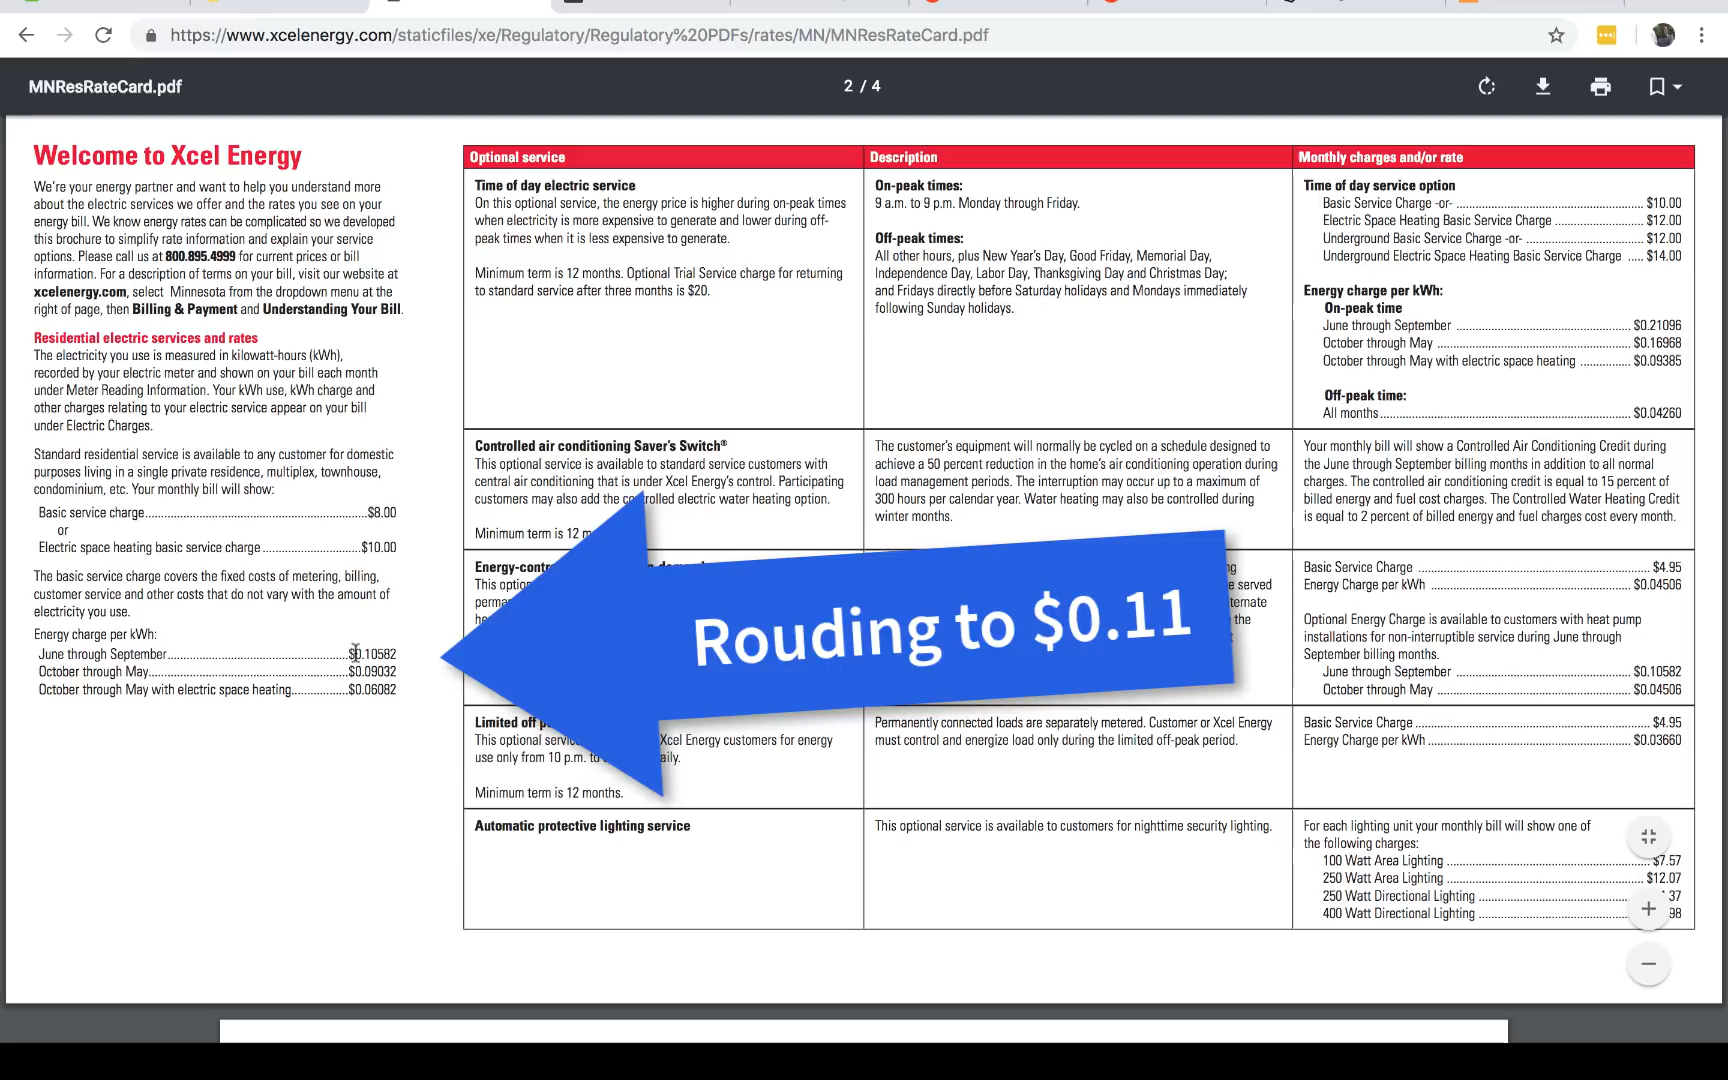 https://www.xcelenergy.com/staticfiles/xe/Regulatory/Regulatory%20PDFs/rates/MN/MNResRateCard.pdf
MNResRateCard.pdf
2 / 4
Welcome to Xcel Energy
We're your energy partner and want to help you understand more
about the electric services we offer and the rates you see on your
energy bill. We know energy rates can be complicated so we developed
this brochure to simplify rate information and explain your service
options. Please call us at 800.895.4999 for current prices or bill
information. For a description of terms on your bill, visit our website at
xcelenergy.com, select Minnesota from the dropdown menu at the
right of page, then Billing & Payment and Understanding Your Bill.
Residential electric services and rates
The electricity you use is measured in kilowatt-hours (kWh),
recorded by your electric meter and shown on your bill each month
under Meter Reading Information. Your kWh use, kWh charge and
other charges relating to your electric service appear on your bill
under Electric Charges.
Standard residential service is available to any customer for domestic
purposes living in a single private residence, multiplex, townhouse,
condominium, etc. Your monthly bill will show:
Basic service charge $8.00
or
Electric space heating basic service charge $10.00
The basic service charge covers the fixed costs of metering, billing,
customer service and other costs that do not vary with the amount of
electricity you use.
Energy charge per kWh:
June through September $0.10582
October through May $0.09032
October through May with electric space heating $0.06082
Optional service
Description
Monthly charges and/or rate
Time of day electric service
On this optional service, the energy price is higher during on-peak times
when electricity is more expensive to generate and lower during off-
peak times when it is less expensive to generate.
Minimum term is 12 months. Optional Trial Service charge for returning
to standard service after three months is $20.
On-peak times:
9 a.m. to 9 p.m. Monday through Friday.
Off-peak times:
All other hours, plus New Year's Day, Good Friday, Memorial Day,
Independence Day, Labor Day, Thanksgiving Day and Christmas Day;
and Fridays directly before Saturday holidays and Mondays immediately
following Sunday holidays.
Time of day service option
Basic Service Charge -or- $10.00
Electric Space Heating Basic Service Charge $12.00
Underground Basic Service Charge -or- $12.00
Underground Electric Space Heating Basic Service Charge $14.00
Energy charge per kWh:
On-peak time
June through September $0.21096
October through May $0.16968
October through May with electric space heating $0.09385
Off-peak time:
All months $0.04260
Controlled air conditioning Saver's Switch®
This optional service is available to standard service customers with
central air conditioning that is under Xcel Energy's control. Participating
customers may also add the controlled electric water heating option.
Minimum term is 12 m
The customer's equipment will normally be cycled on a schedule designed to
achieve a 50 percent reduction in the home's air conditioning operation during
load management periods. The interruption may occur up to a maximum of
300 hours per calendar year. Water heating may also be controlled during
winter months.
Your monthly bill will show a Controlled Air Conditioning Credit during
the June through September billing months in addition to all normal
charges. The controlled air conditioning credit is equal to 15 percent of
billed energy and fuel cost charges. The Controlled Water Heating Credit
is equal to 2 percent of billed energy and fuel charges cost every month.
Energy-contr
This option
perma
served
ternate
the
Rouding to $0.11
Basic Service Charge $4.95
Energy Charge per kWh $0.04506
Optional Energy Charge is available to customers with heat pump
installations for non-interruptible service during June through
September billing months.
June through September $0.10582
October through May $0.04506
Limited off p
This optional servic Xcel Energy customers for energy
use only from 10 p.m. to aily.
Minimum term is 12 months.
Permanently connected loads are separately metered. Customer or Xcel Energy
must control and energize load only during the limited off-peak period.
Basic Service Charge $4.95
Energy Charge per kWh $0.03660
Automatic protective lighting service
This optional service is available to customers for nighttime security lighting.
For each lighting unit your monthly bill will show one of
the following charges:
100 Watt Area Lighting $7.57
250 Watt Area Lighting $12.07
250 Watt Directional Lighting .37
400 Watt Directional Lighting 98